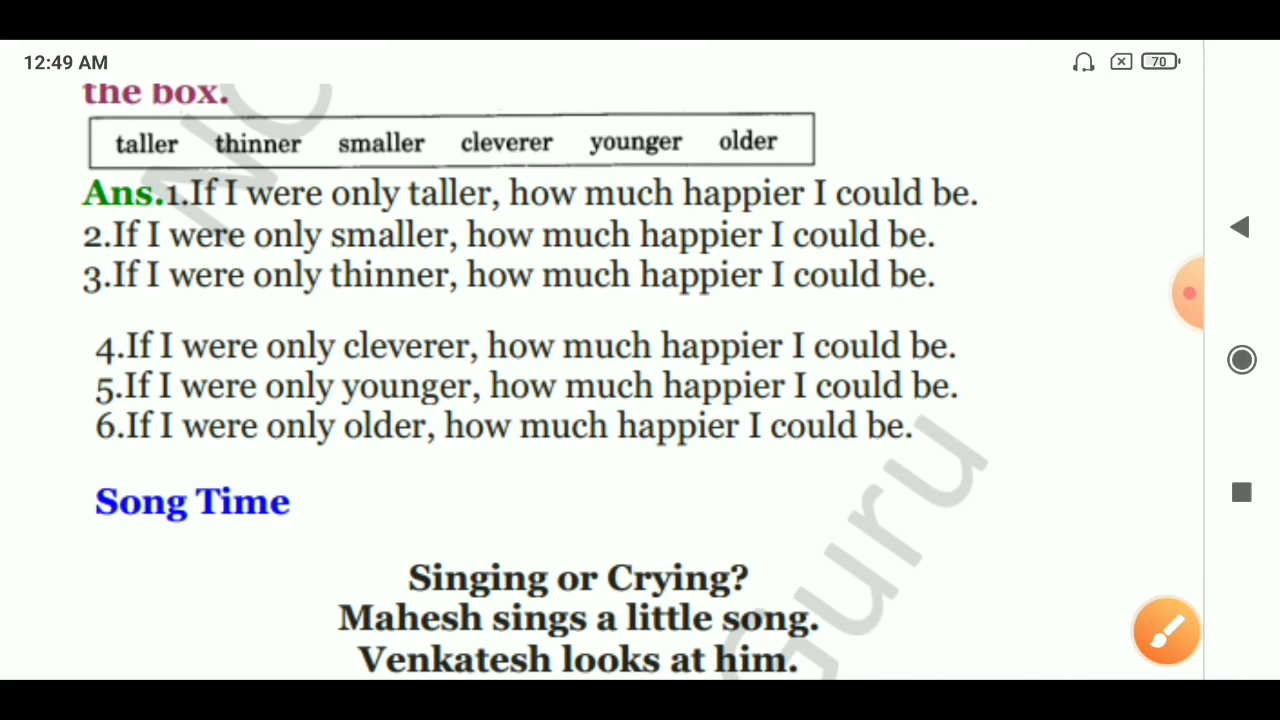 12:49 AM
70
the box.
taller thinner smaller cleverer younger older
Ans.1.If I were only taller, how much happier I could be.
2.If I were only smaller, how much happier I could be.
3.If I were only thinner, how much happier I could be.
4.If I were only cleverer, how much happier I could be.
5.If I were only younger, how much happier I could be.
6.If I were only older, how much happier I could be.
Song Time
Singing or Crying?
Mahesh sings a little song.
Venkatesh looks at him.
Guru